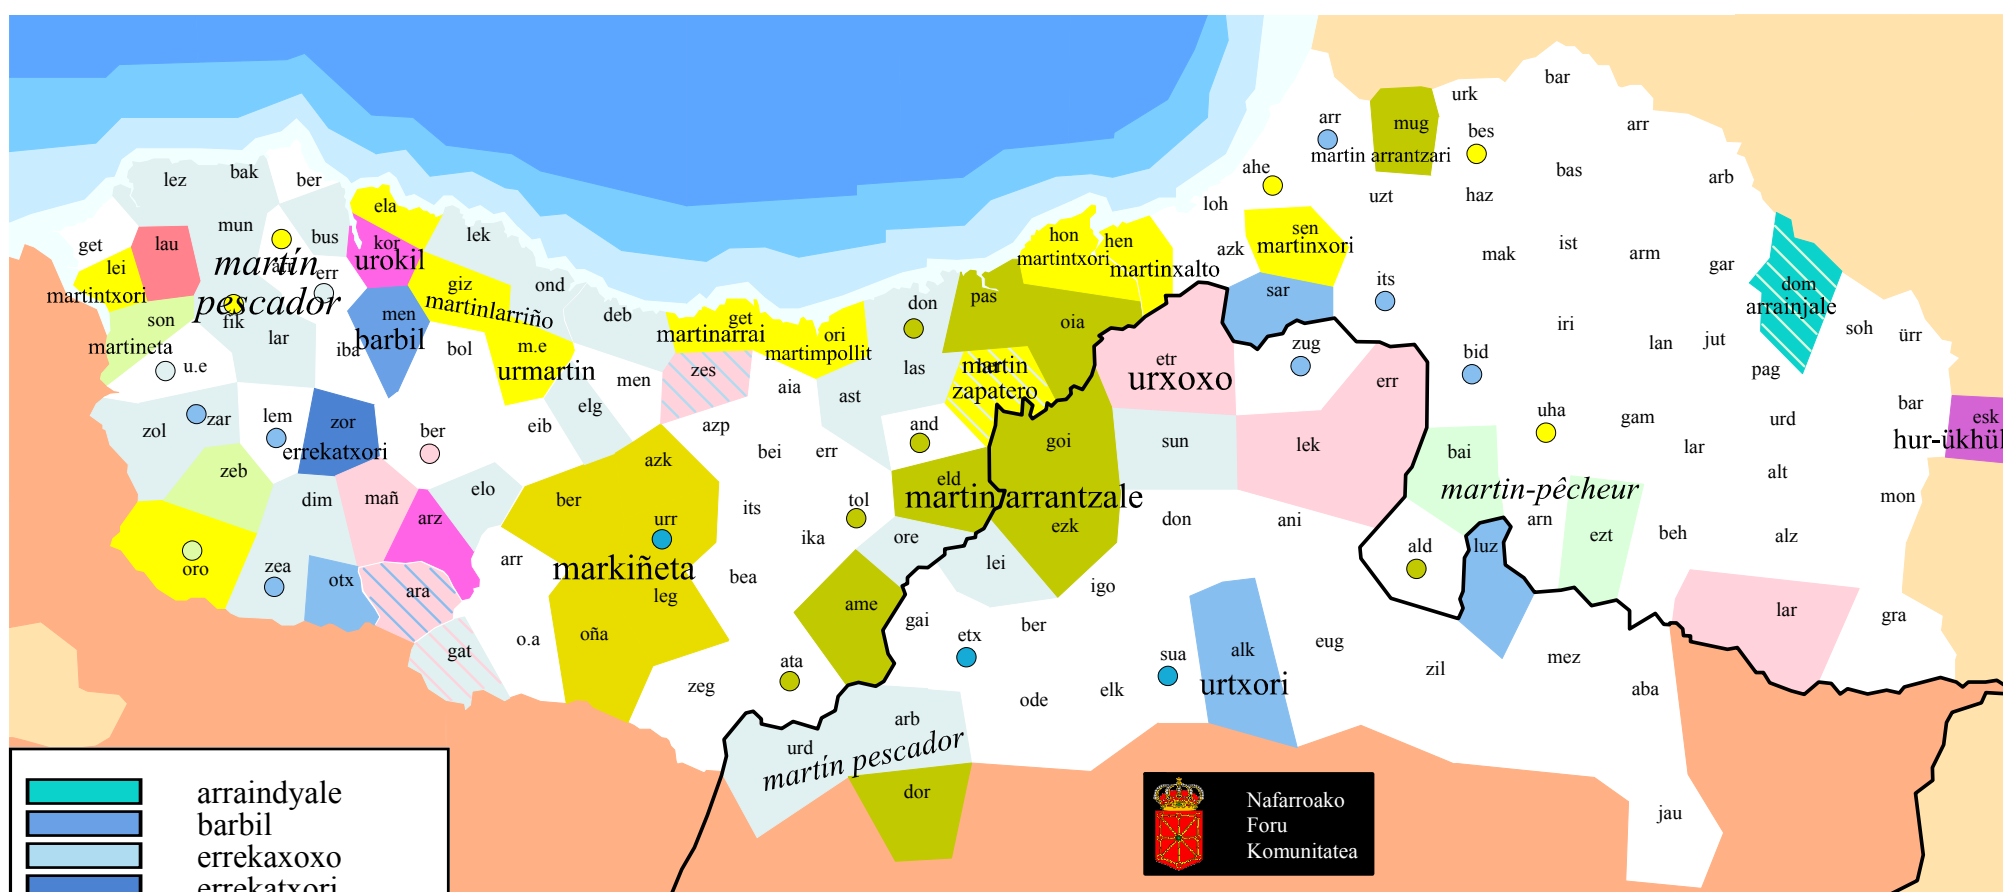 bar
urk
arr
mug
bes
arr
martin arrantzari
lez
bak
ber
ahe
bas
arb
uzt
haz
loh
ela
mun
bus
kor
lek
get
lau
urokil
hon
hen
sen
martinxori
azk
ist
mak
arm
gar
lei
martín
err
martintxori
martinxalto
martintxori
pescador
giz
martinlarriño
ond
its
sar
dom
arrainjale
son
fik
men
deb
get
martinarrai
don
pas
oia
iri
soh
ürr
lar
barbil
iba
bol
m.e
ori
martimpollit
zug
lan
jut
martineta
u.e
urmartin
men
zes
aia
las
martin
zapatero
etr
urxoxo
err
bid
pag
ast
elg
zol
zar
lem
zor
errekatxori
ber
eib
azp
and
uha
gam
urd
bar
esk
hur-ükhül
bei
err
goi
sun
lek
bai
lar
zeb
azk
dim
mañ
elo
ber
eld
martin arrantzale
martin-pêcheur
alt
mon
arz
urr
its
tol
ezk
don
ani
arn
ika
ore
ald
luz
ezt
beh
alz
oro
zea
otx
ara
arr
markiñeta
leg
bea
lei
igo
ame
gai
ber
lar
gra
gat
o.a
oña
etx
sua
alk
eug
ata
zil
mez
zeg
ode
elk
urtxori
aba
arb
urd
martín pescador
dor
jau
Nafarroako
Foru
Komunitatea
arraindyale
barbil
errekaxoxo
errekatxori